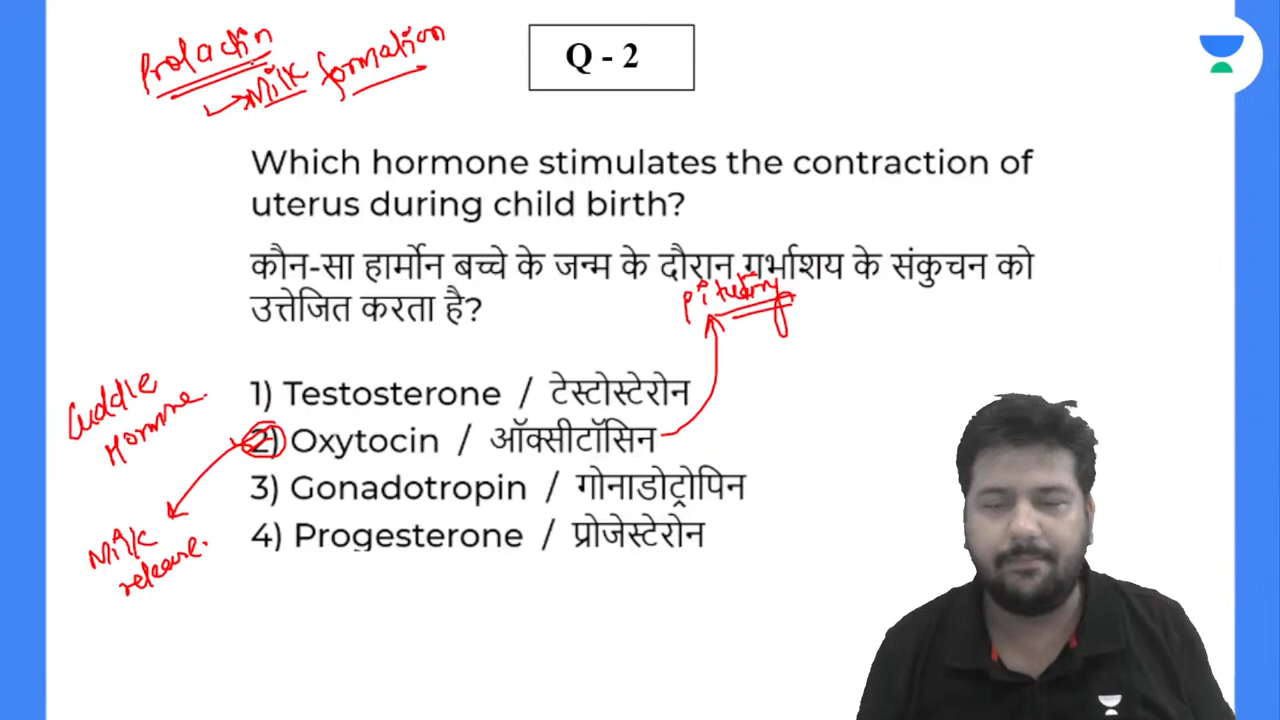 Prolactin
→ Milk formation
Q - 2
Which hormone stimulates the contraction of
uterus during child birth?
कौन-सा हार्मोन बच्चे के जन्म के दौरान गर्भाशय के संकुचन को
उत्तेजित करता है?
Pituitary
Cuddle
Hormone.
1) Testosterone / टेस्टोस्टेरोन
2) Oxytocin / ऑक्सीटॉसिन
3) Gonadotropin / गोनाडोट्रोपिन
4) Progesterone / प्रोजेस्टेरोन
Milk
release.